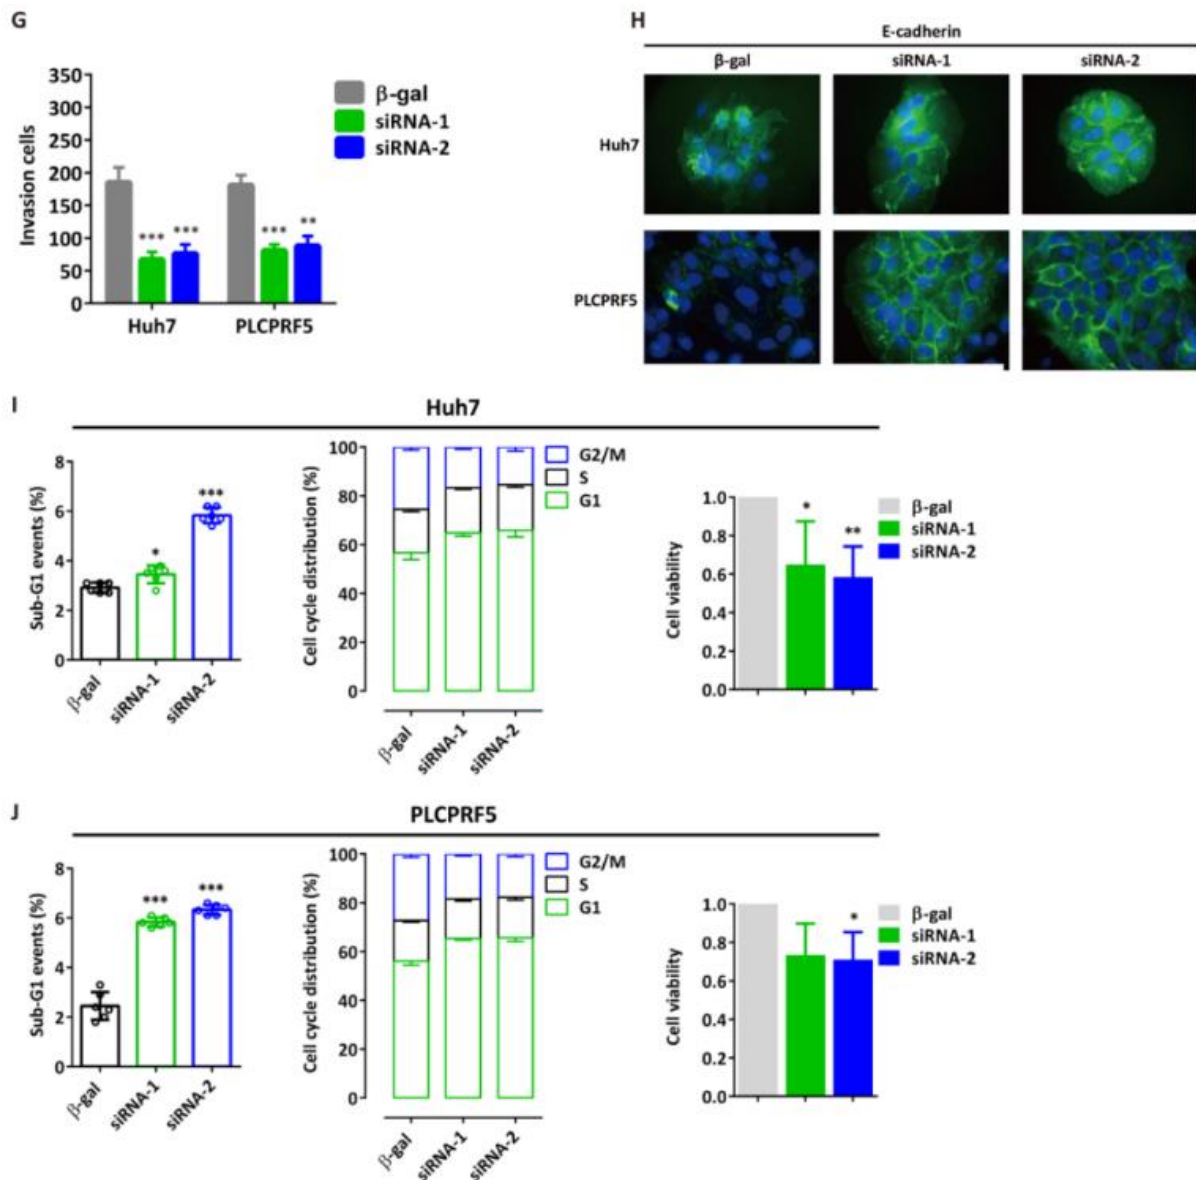 G
350
300
250
200
150
100
50
0
Invasion cells
*** ***
*** **
Huh7 PLCPRF5
β-gal
siRNA-1
siRNA-2
H
E-cadherin
β-gal siRNA-1 siRNA-2
Huh7
PLCPRF5
I
Huh7
8
6
4
2
0
Sub-G1 events (%)
*
***
β-gal siRNA-1 siRNA-2
100
80
60
40
20
0
Cell cycle distribution (%)
G2/M
S
G1
β-gal siRNA-1 siRNA-2
1.0
0.8
0.6
0.4
0.2
0.0
Cell viability
*
**
β-gal
siRNA-1
siRNA-2
J
PLCPRF5
8
6
4
2
0
Sub-G1 events (%)
***
***
β-gal siRNA-1 siRNA-2
100
80
60
40
20
0
Cell cycle distribution (%)
G2/M
S
G1
β-gal siRNA-1 siRNA-2
1.0
0.8
0.6
0.4
0.2
0.0
Cell viability
*
β-gal
siRNA-1
siRNA-2